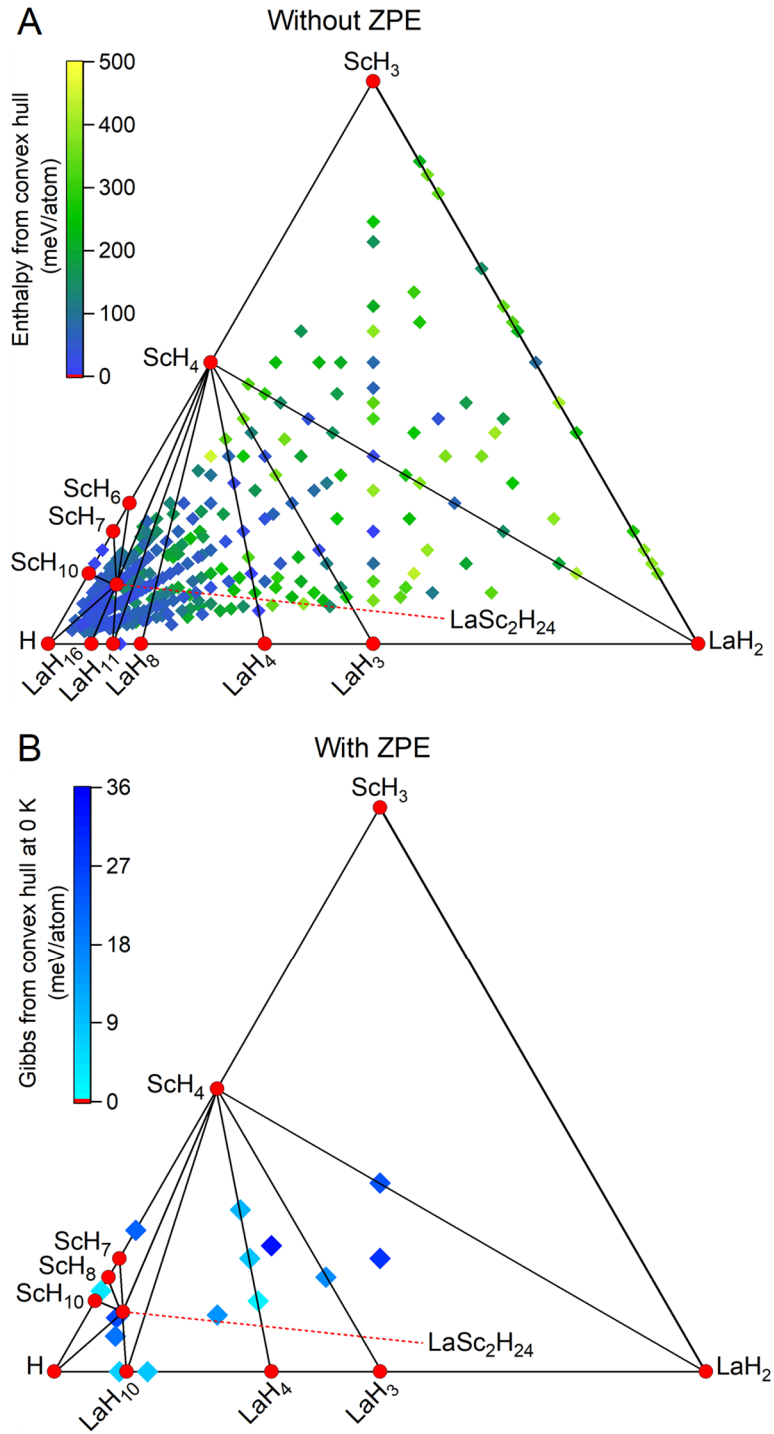 A
Without ZPE
ScH₃
500
400
300
200
100
0
Enthalpy from convex hull
(meV/atom)
ScH₄
ScH₆
ScH₇
ScH₁₀
LaSc₂H₂₄
H
LaH₂
LaH₁₆
LaH₁₁
LaH₈
LaH₄
LaH₃
B
With ZPE
ScH₃
36
27
18
9
0
Gibbs from convex hull at 0 K
(meV/atom)
ScH₄
ScH₇
ScH₈
ScH₁₀
LaSc₂H₂₄
H
LaH₂
LaH₁₀
LaH₄
LaH₃